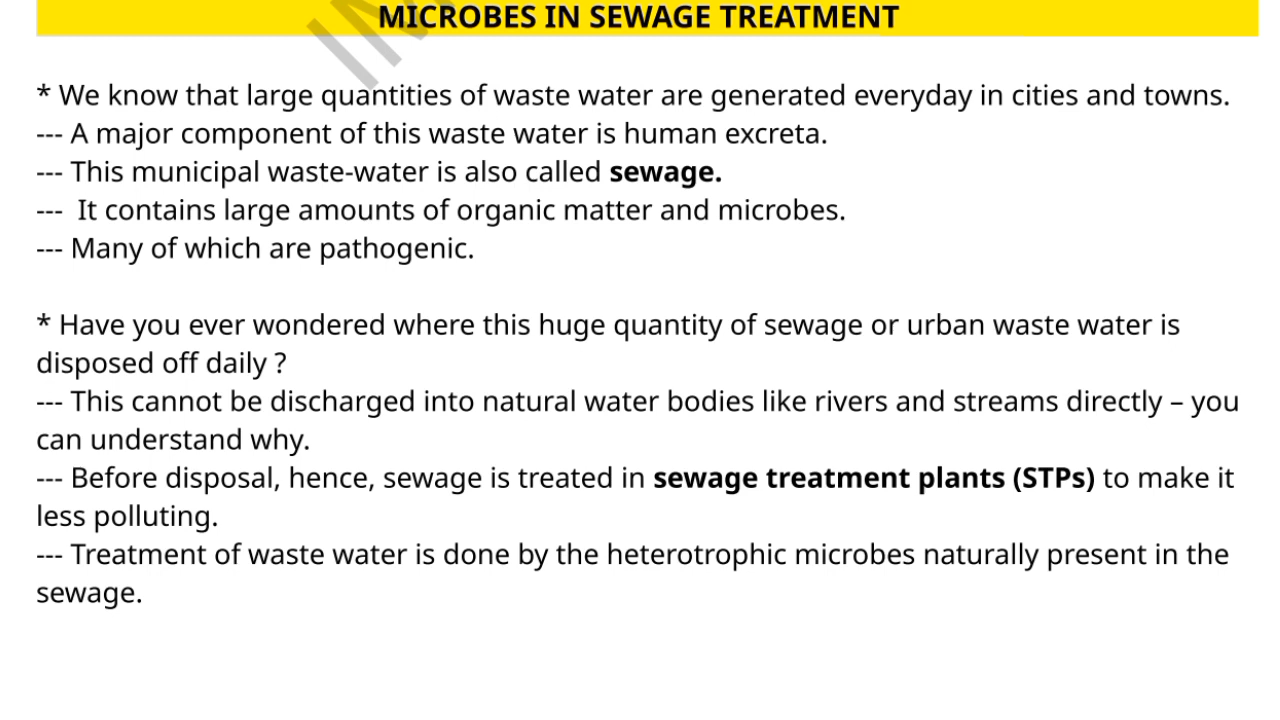 MICROBES IN SEWAGE TREATMENT
* We know that large quantities of waste water are generated everyday in cities and towns.
--- A major component of this waste water is human excreta.
--- This municipal waste-water is also called sewage.
---  It contains large amounts of organic matter and microbes.
--- Many of which are pathogenic.
* Have you ever wondered where this huge quantity of sewage or urban waste water is
disposed off daily ?
--- This cannot be discharged into natural water bodies like rivers and streams directly – you
can understand why.
--- Before disposal, hence, sewage is treated in sewage treatment plants (STPs) to make it
less polluting.
--- Treatment of waste water is done by the heterotrophic microbes naturally present in the
sewage.